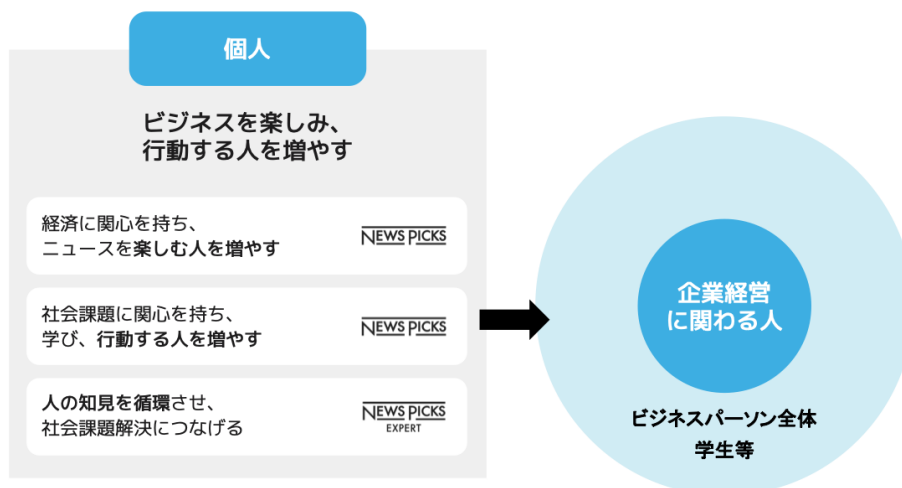 個人
ビジネスを楽しみ、
行動する人を増やす
経済に関心を持ち、
ニュースを楽しむ人を増やす
NEWS PICKS
社会課題に関心を持ち、
学び、行動する人を増やす
NEWS PICKS
人の知見を循環させ、
社会課題解決につなげる
NEWS PICKS
EXPERT
企業経営
に関わる人
ビジネスパーソン全体
学生等